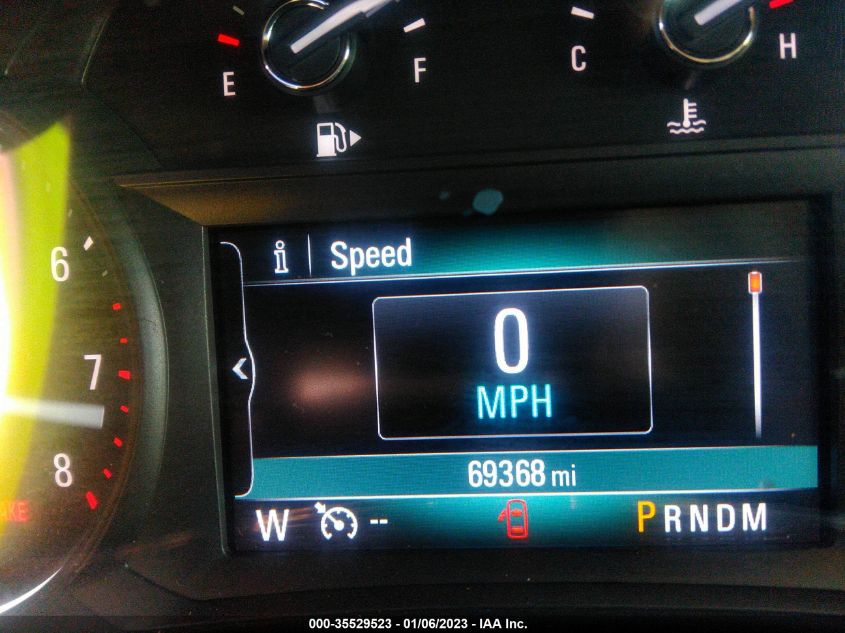 E F C H
6
7
8
i Speed
<
0
MPH
69368 mi
W -- PRNDM
000-35529523 - 01/06/2023 - IAA Inc.